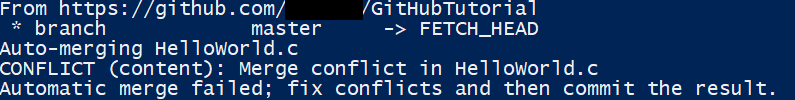 From https://github.com/ /GitHubTutorial
 * branch            master     -> FETCH_HEAD
Auto-merging HelloWorld.c
CONFLICT (content): Merge conflict in HelloWorld.c
Automatic merge failed; fix conflicts and then commit the result.